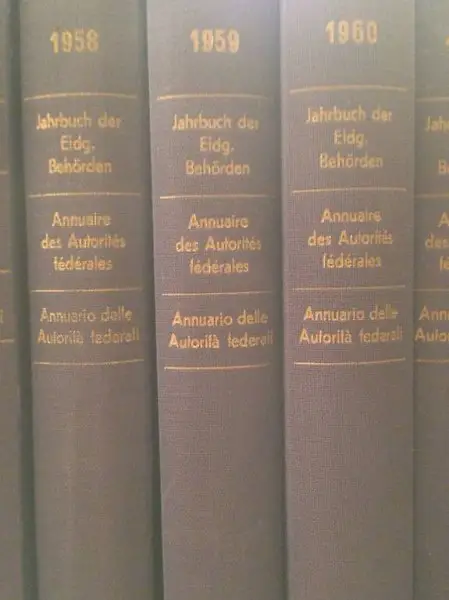 1958
Jahrbuch der
Eidg.
Behörden
Annuaire
des Autorités
fédérales
Annuario delle
Autorità federali
1959
Jahrbuch der
Eidg.
Behörden
Annuaire
des Autorités
fédérales
Annuario delle
Autorità federali
1960
Jahrbuch der
Eidg.
Behörden
Annuaire
des Autorités
fédérales
Annuario delle
Autorità federali